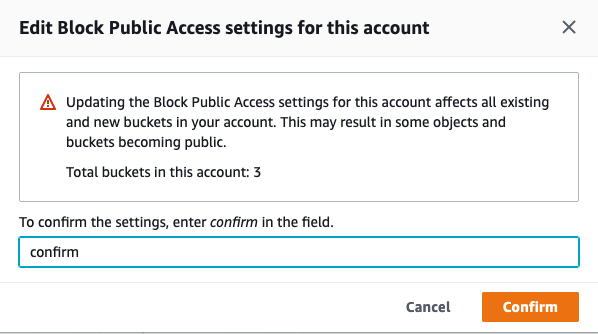 Edit Block Public Access settings for this account
Updating the Block Public Access settings for this account affects all existing
and new buckets in your account. This may result in some objects and
buckets becoming public.
Total buckets in this account: 3
To confirm the settings, enter confirm in the field.
confirm
Cancel
Confirm